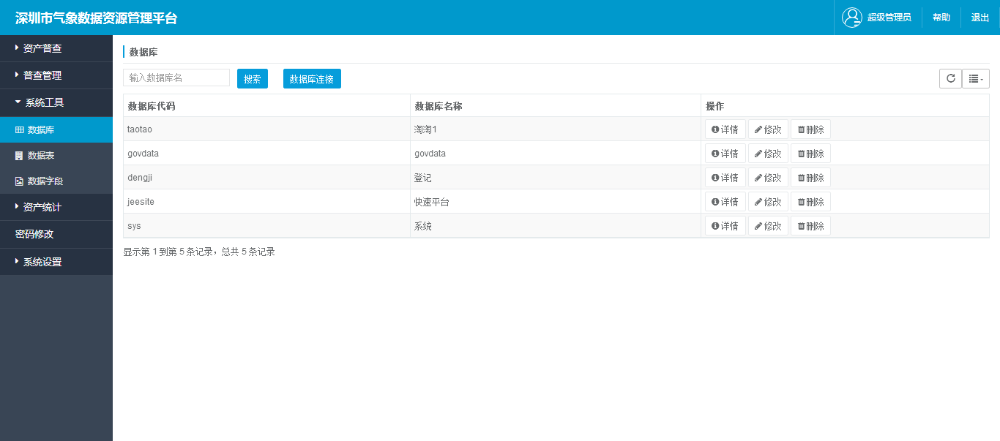 深圳市气象数据资源管理平台
超级管理员 帮助 退出
资产普查
普查管理
系统工具
数据库
数据表
数据字段
资产统计
密码修改
系统设置
数据库
输入数据库名 搜索 数据库连接
数据库代码 数据库名称 操作
taotao 淘淘1 详情 修改 删除
govdata govdata 详情 修改 删除
dengji 登记 详情 修改 删除
jeesite 快速平台 详情 修改 删除
sys 系统 详情 修改 删除
显示第 1 到第 5 条记录，总共 5 条记录